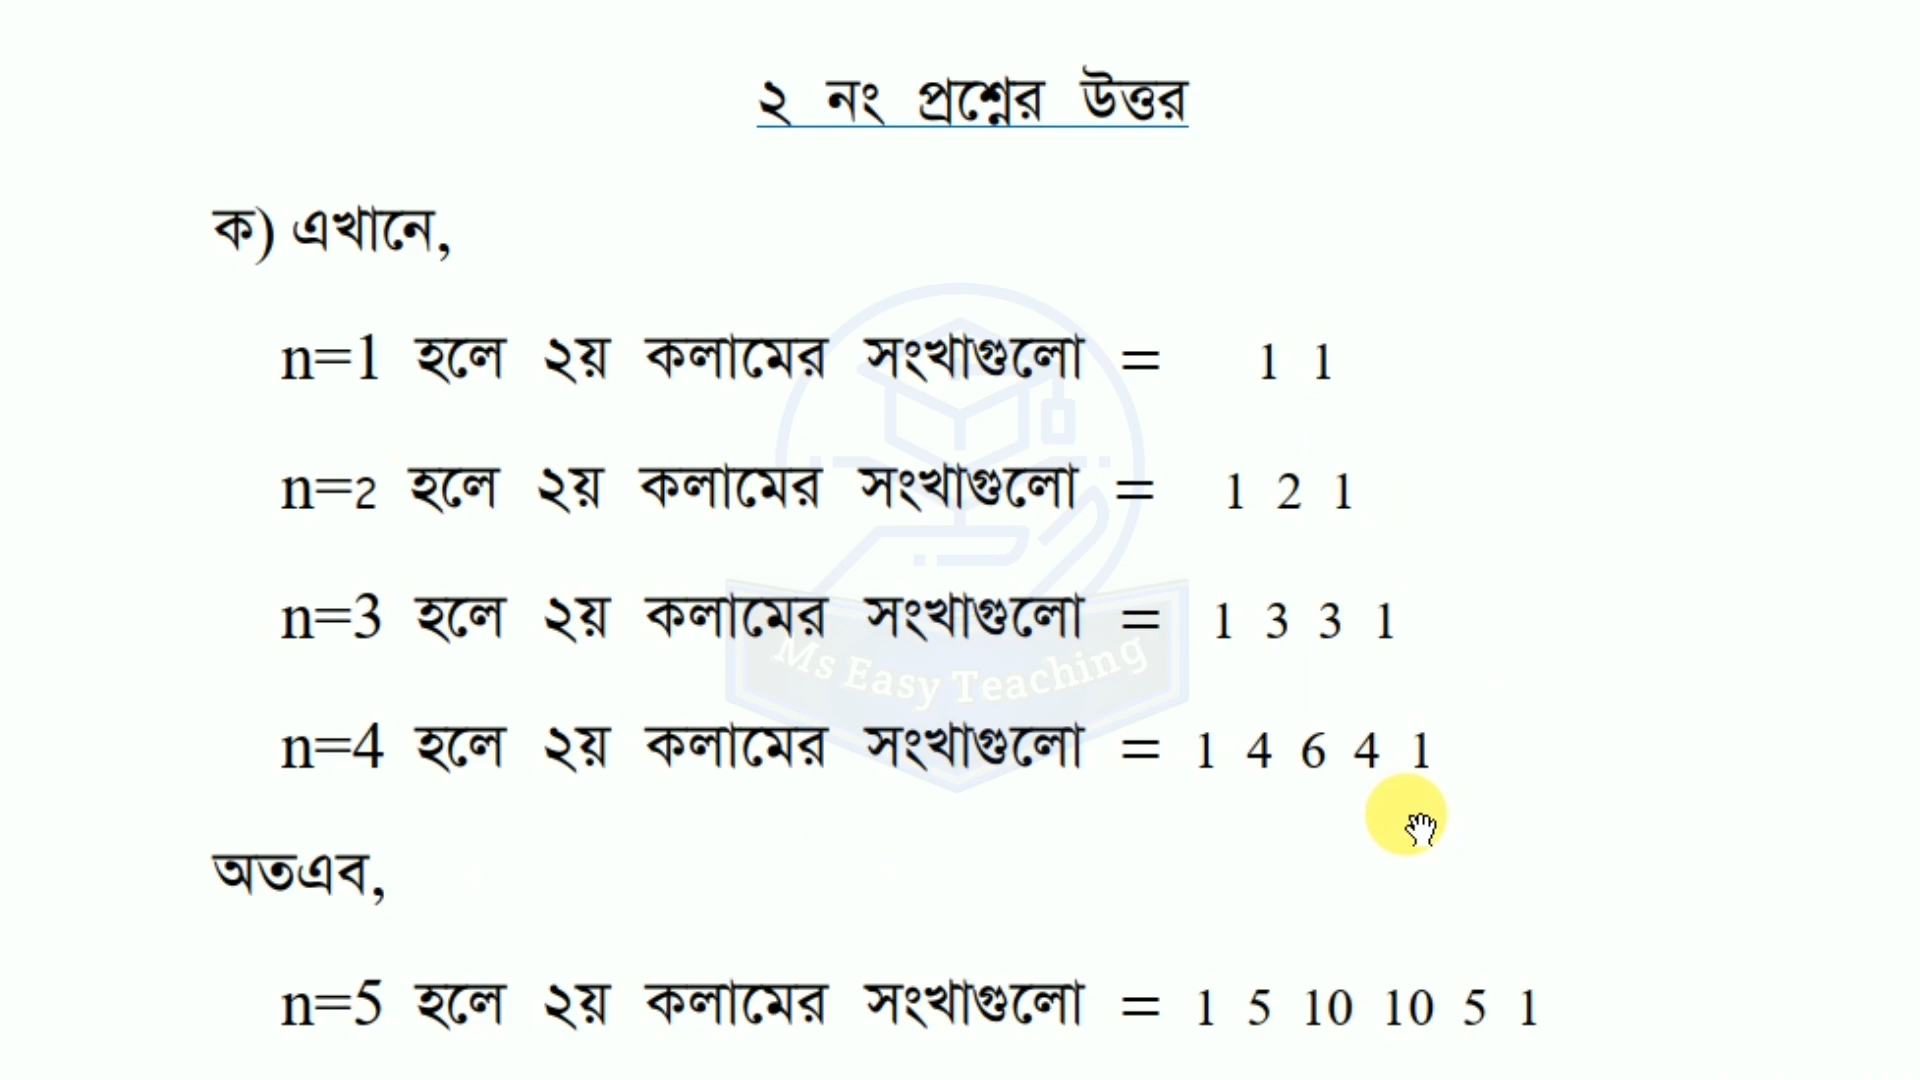 ২ নং প্রশ্নের উত্তর
ক) এখানে,
n=1 হলে ২য় কলামের সংখাগুলো = 1 1
n=2 হলে ২য় কলামের সংখাগুলো = 1 2 1
n=3 হলে ২য় কলামের সংখাগুলো = 1 3 3 1
Ms Easy Teaching
n=4 হলে ২য় কলামের সংখাগুলো = 1 4 6 4 1
অতএব,
n=5 হলে ২য় কলামের সংখাগুলো = 1 5 10 10 5 1